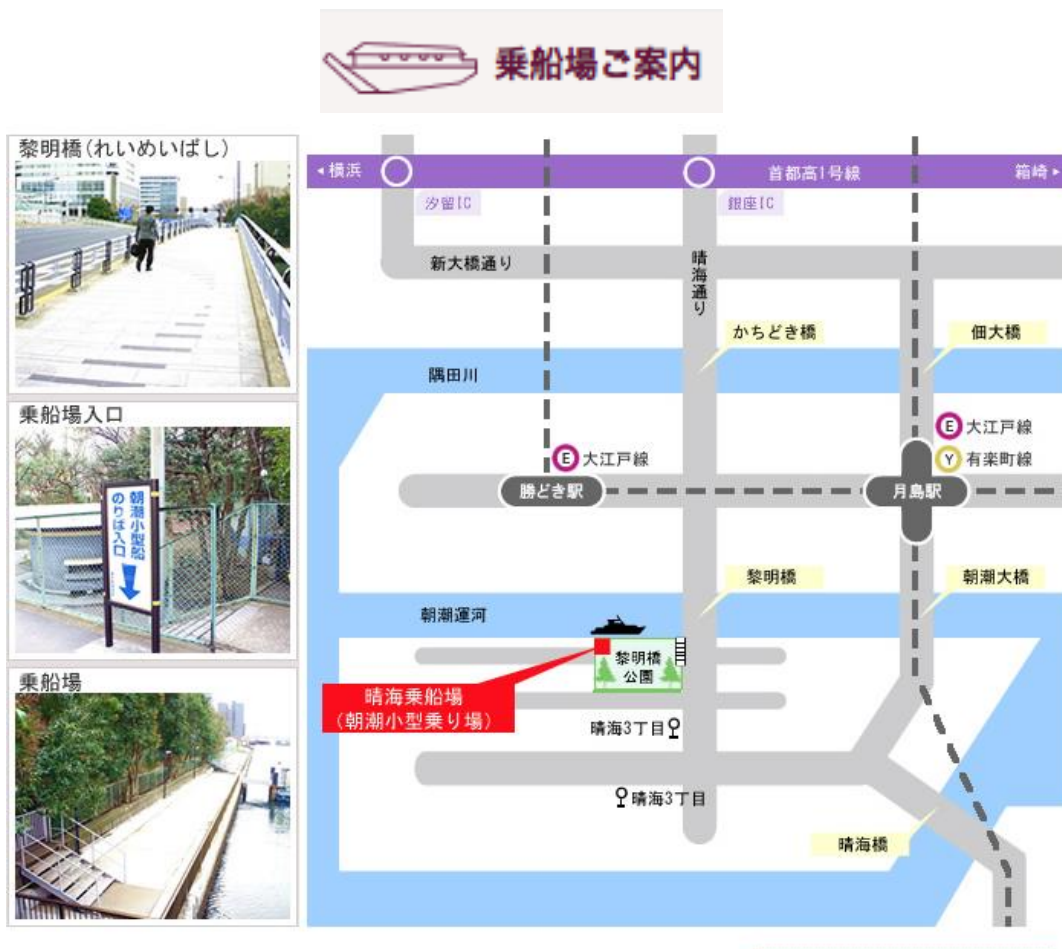 乗船場ご案内
黎明橋(れいめいばし)
乗船場入口
朝潮小型船
のりば入口
乗船場
◂横浜
首都高1号線
箱崎▸
汐留IC
銀座IC
新大橋通り
晴海通り
かちどき橋
佃大橋
隅田川
E 大江戸線
E 大江戸線
Y 有楽町線
勝どき駅
月島駅
黎明橋
朝潮大橋
朝潮運河
黎明橋
公園
晴海乗船場
(朝潮小型乗り場)
晴海3丁目
晴海3丁目
晴海橋